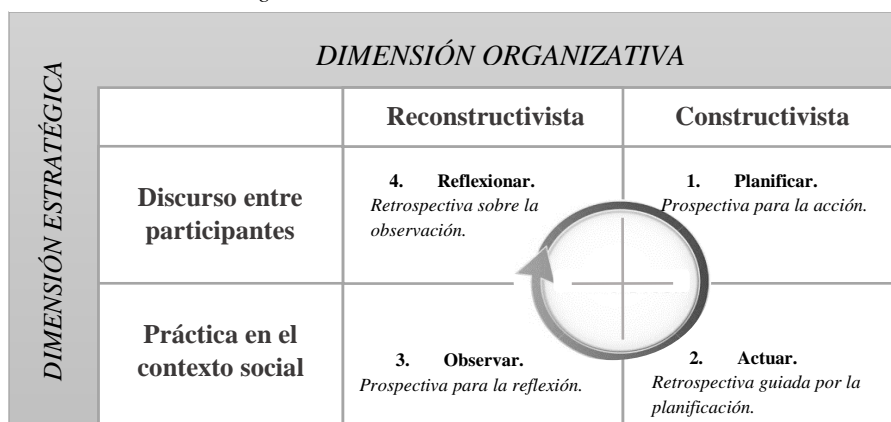 DIMENSIÓN ORGANIZATIVA
DIMENSIÓN ESTRATÉGICA
Reconstructivista
Constructivista
Discurso entre
participantes
4. Reflexionar.
Retrospectiva sobre la
observación.
1. Planificar.
Prospectiva para la acción.
Práctica en el
contexto social
3. Observar.
Prospectiva para la reflexión.
2. Actuar.
Retrospectiva guiada por la
planificación.